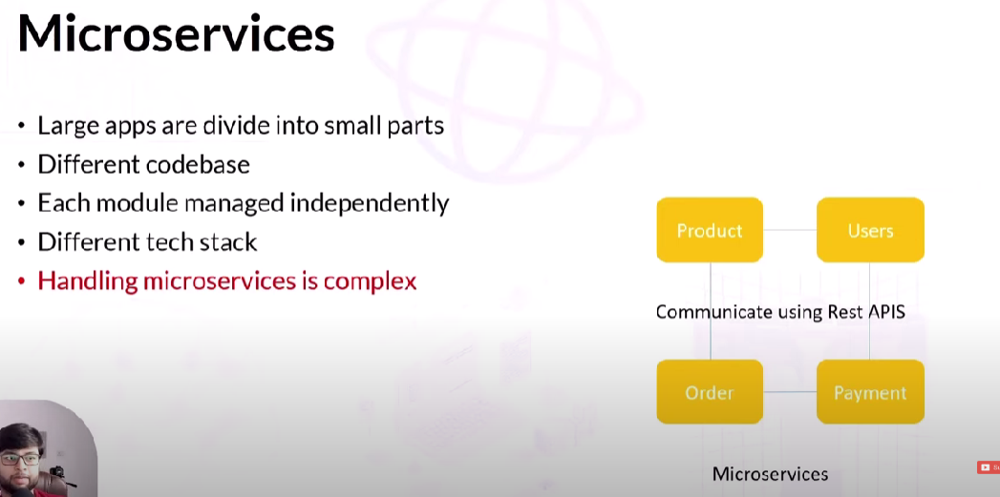 Microservices
• Large apps are divide into small parts
• Different codebase
• Each module managed independently
• Different tech stack
• Handling microservices is complex
Product
Users
Communicate using Rest APIS
Order
Payment
Microservices